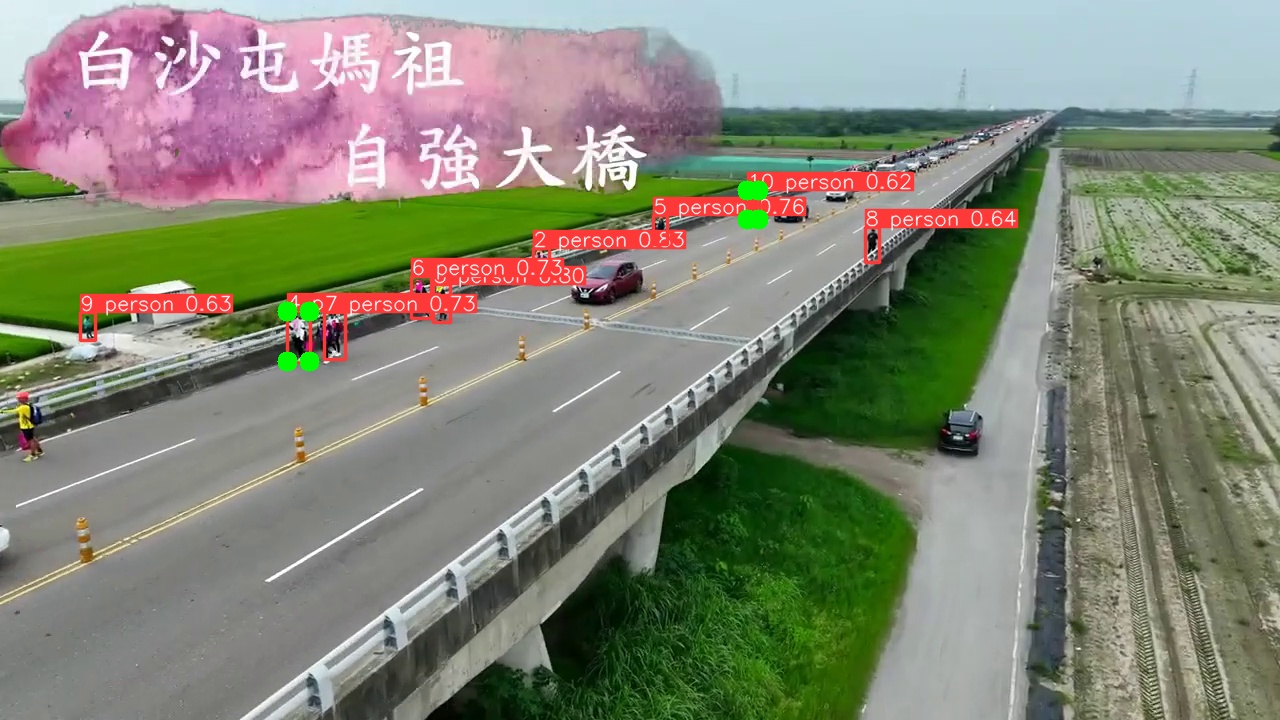 白沙屯媽祖
自強大橋
10 person 0.62
5 person 0.76
8 person 0.64
2 person 0.83
6 person 0.73
9 person 0.63
7 person 0.73